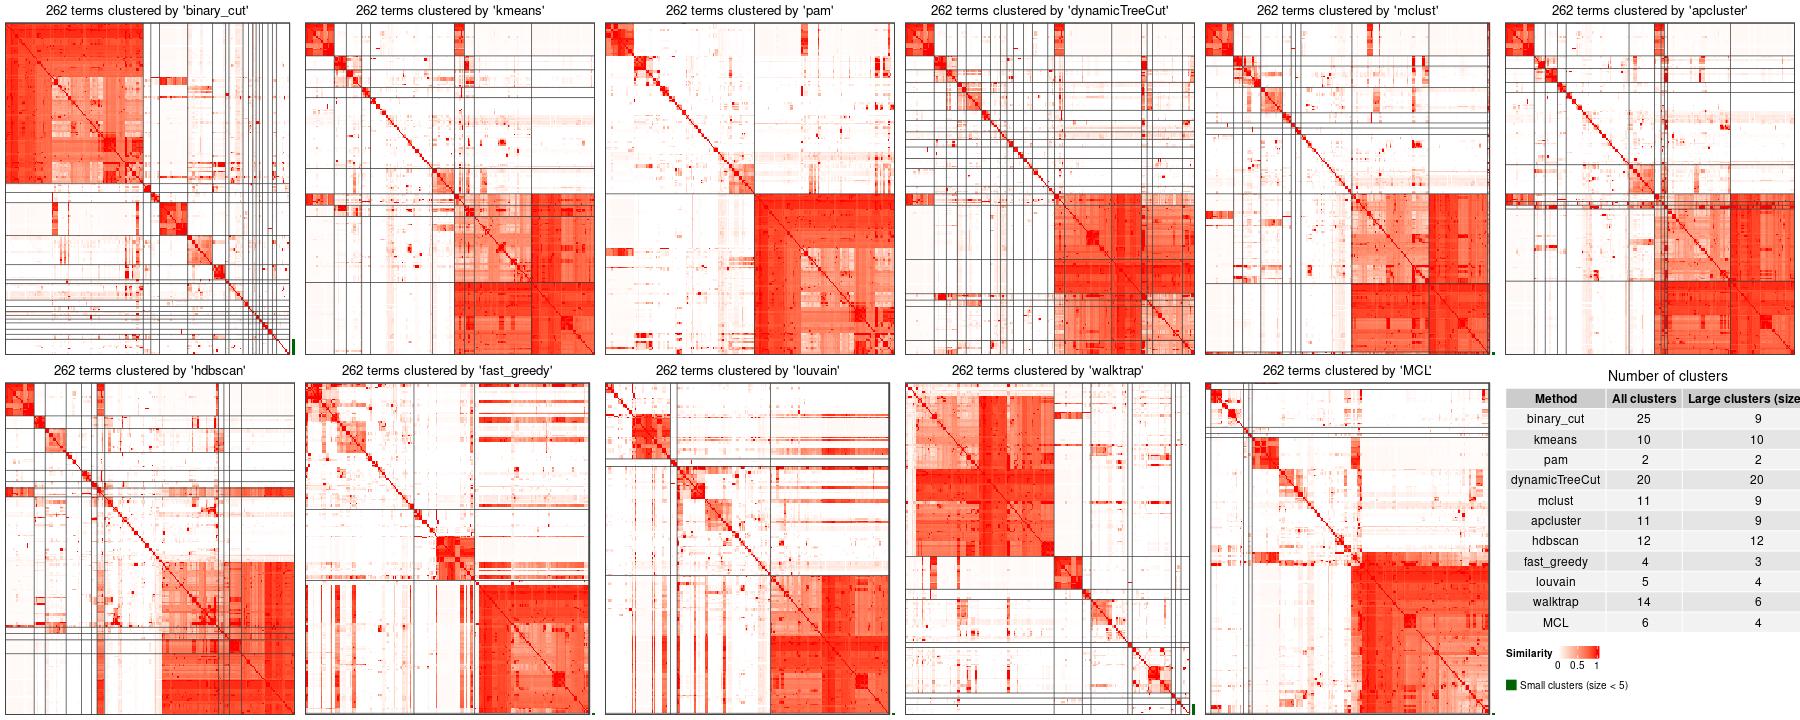 262 terms clustered by 'binary_cut'
262 terms clustered by 'kmeans'
262 terms clustered by 'pam'
262 terms clustered by 'dynamicTreeCut'
262 terms clustered by 'mclust'
262 terms clustered by 'apcluster'
262 terms clustered by 'hdbscan'
262 terms clustered by 'fast_greedy'
262 terms clustered by 'louvain'
262 terms clustered by 'walktrap'
262 terms clustered by 'MCL'
Number of clusters
Method All clusters Large clusters (size
binary_cut 25 9
kmeans 10 10
pam 2 2
dynamicTreeCut 20 20
mclust 11 9
apcluster 11 9
hdbscan 12 12
fast_greedy 4 3
louvain 5 4
walktrap 14 6
MCL 6 4
Similarity
0 0.5 1
Small clusters (size < 5)